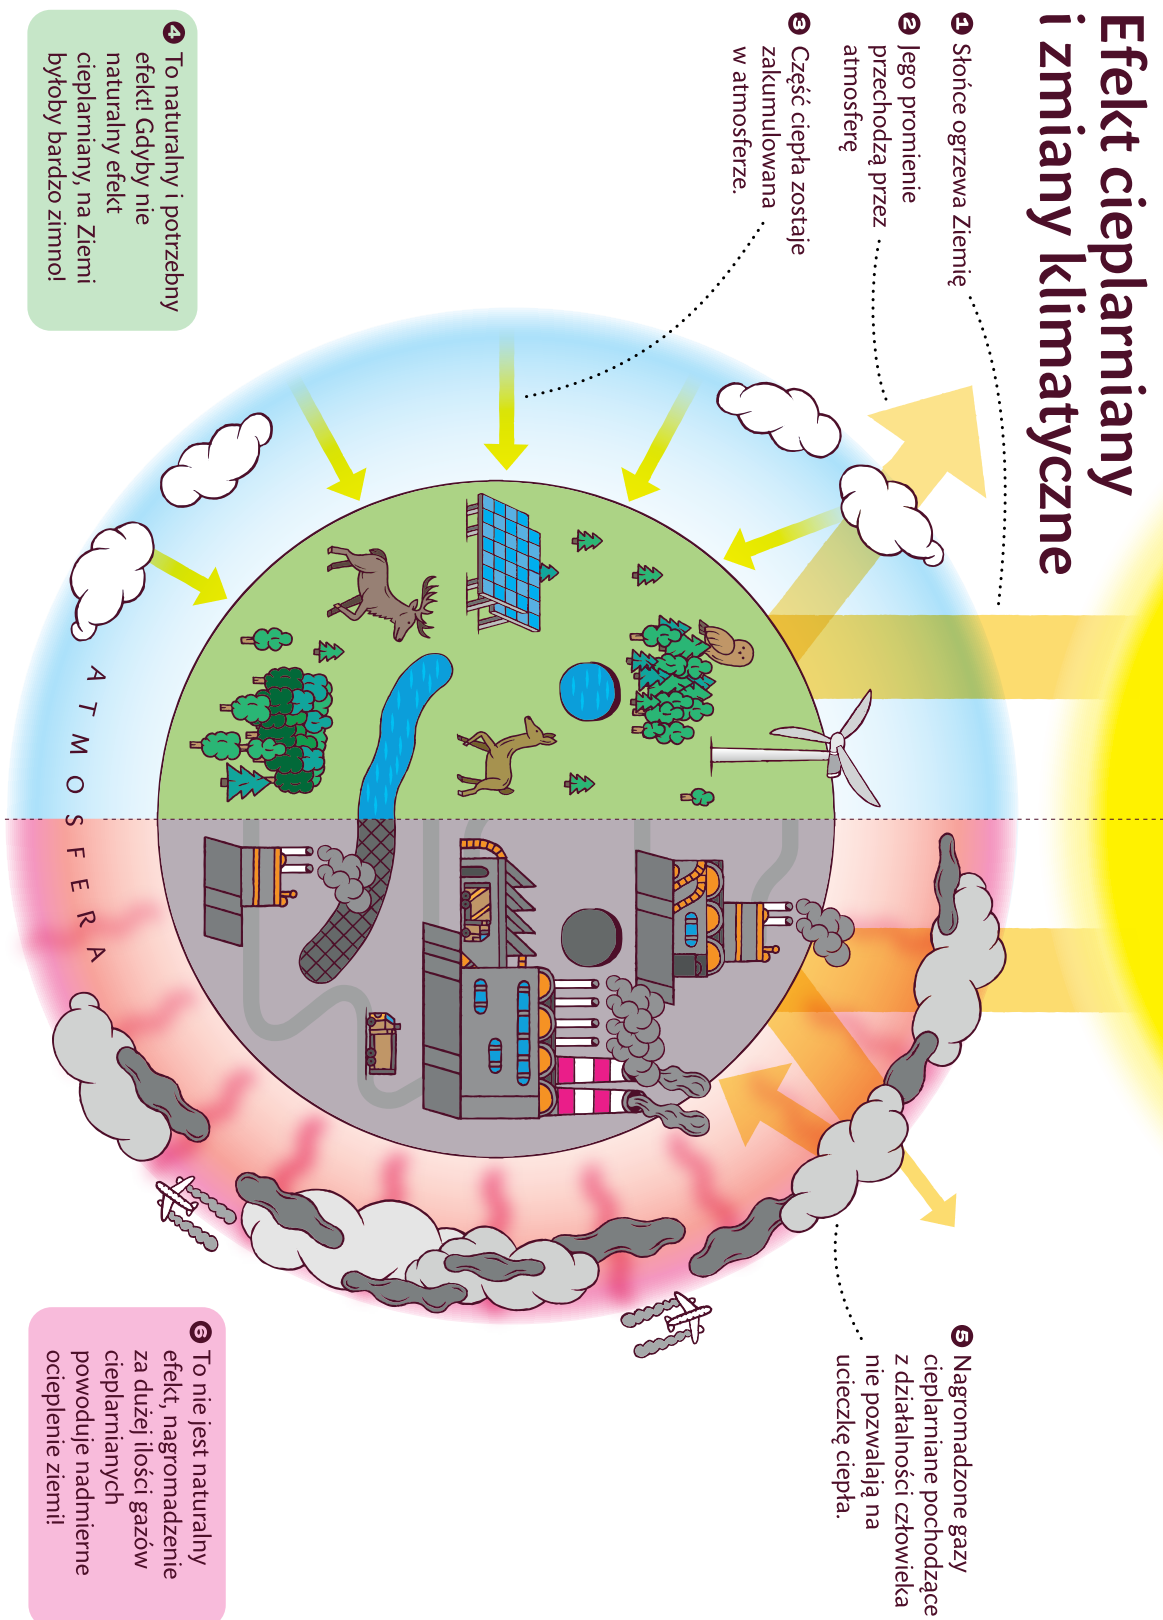 Efekt cieplarniany
i zmiany klimatyczne
1 Słońce ogrzewa Ziemię
2 Jego promienie
przechodzą przez
atmosferę
3 Część ciepła zostaje
zakumulowana
w atmosferze.
4 To naturalny i potrzebny
efekt! Gdyby nie
naturalny efekt
cieplarniany, na Ziemi
byłoby bardzo zimno!
ATMOSFERA
5 Nagromadzone gazy
cieplarniane pochodzące
z działalności człowieka
nie pozwalają na
ucieczkę ciepła.
6 To nie jest naturalny
efekt, nagromadzenie
za dużej ilości gazów
cieplarnianych
powoduje nadmierne
ocieplenie ziemi!